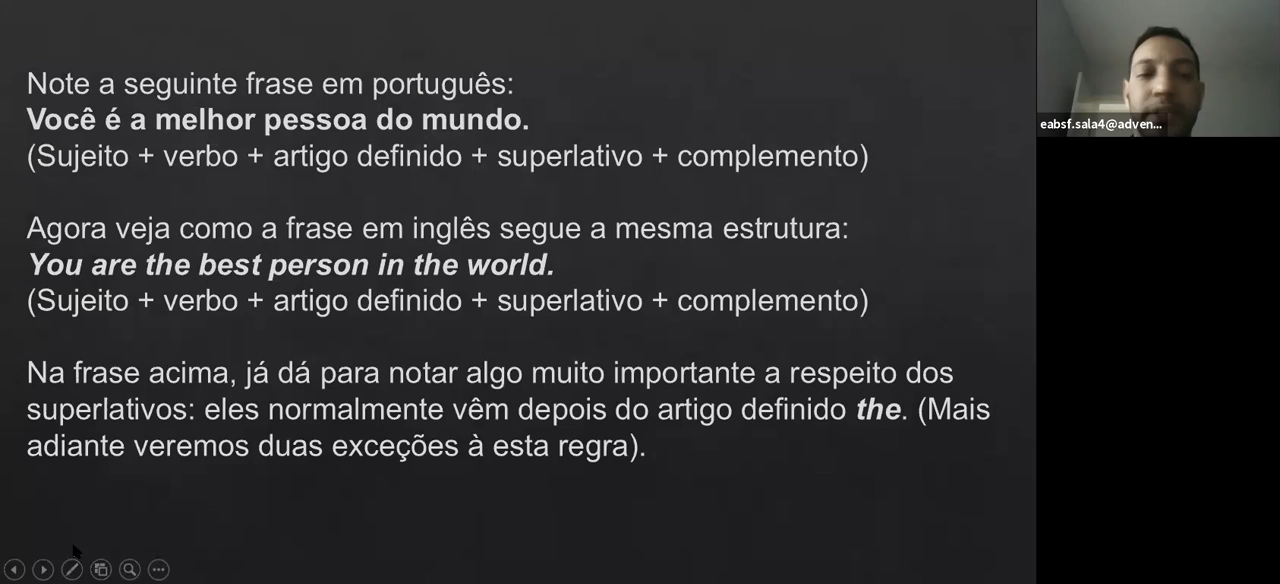 Note a seguinte frase em português:
Você é a melhor pessoa do mundo.
(Sujeito + verbo + artigo definido + superlativo + complemento)
Agora veja como a frase em inglês segue a mesma estrutura:
You are the best person in the world.
(Sujeito + verbo + artigo definido + superlativo + complemento)
Na frase acima, já dá para notar algo muito importante a respeito dos
superlativos: eles normalmente vêm depois do artigo definido the. (Mais
adiante veremos duas exceções à esta regra).
eabsf.sala4@adven...